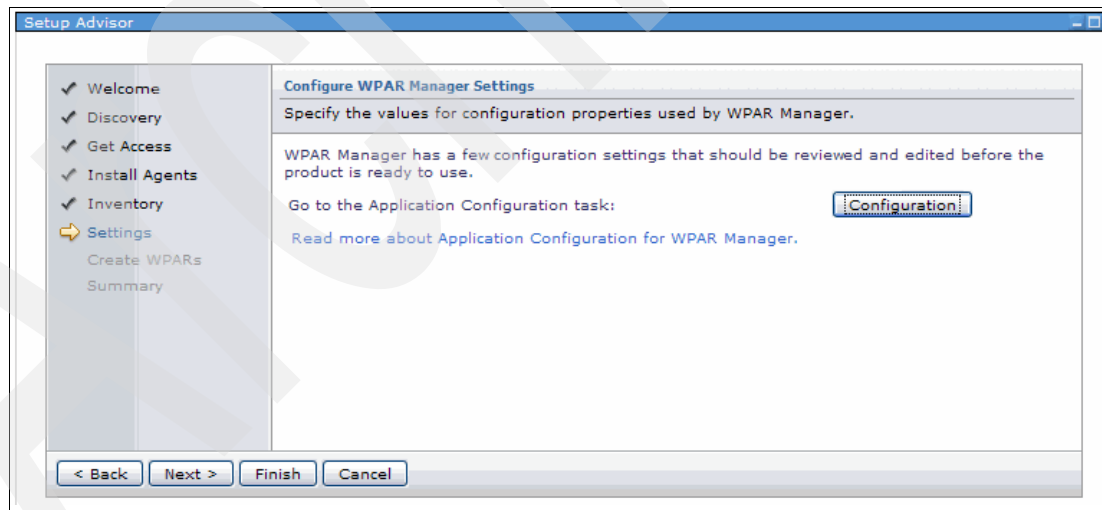 Setup Advisor
Welcome
Discovery
Get Access
Install Agents
Inventory
Settings
Create WPARs
Summary
Configure WPAR Manager Settings
Specify the values for configuration properties used by WPAR Manager.
WPAR Manager has a few configuration settings that should be reviewed and edited before the
product is ready to use.
Go to the Application Configuration task:
Configuration
Read more about Application Configuration for WPAR Manager.
< Back
Next >
Finish
Cancel